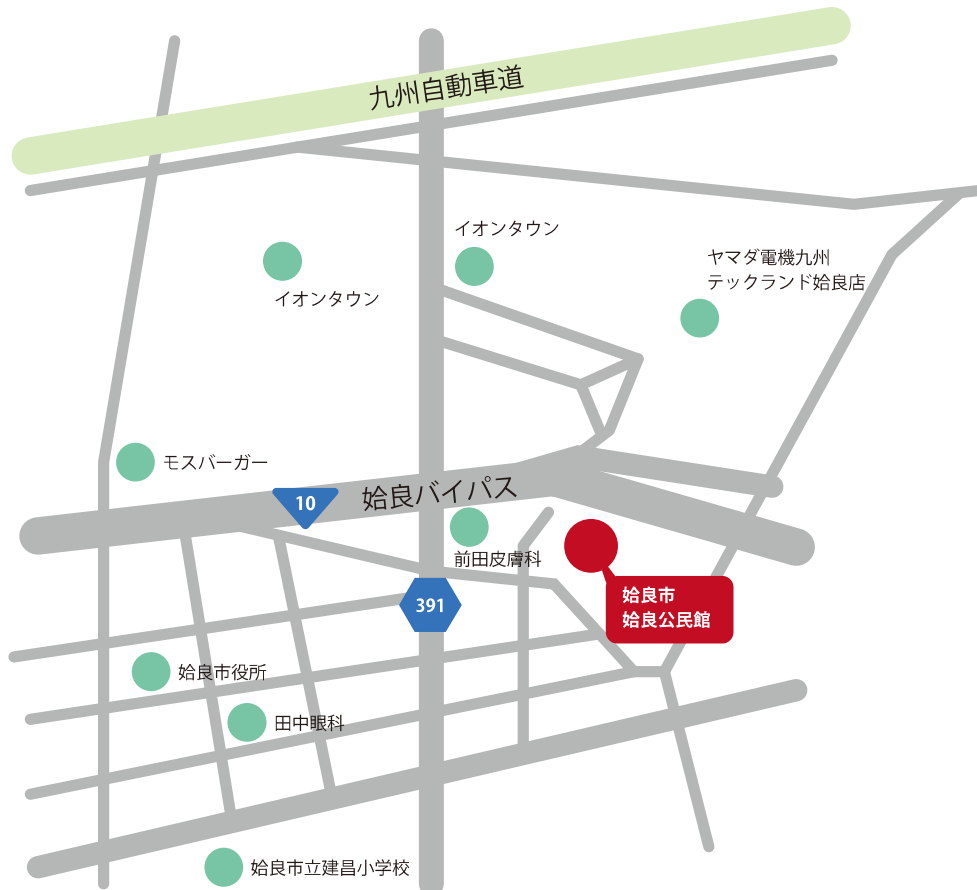 九州自動車道
イオンタウン
イオンタウン
ヤマダ電機九州
テックランド姶良店
モスバーガー
10
姶良バイパス
前田皮膚科
姶良市
姶良公民館
391
姶良市役所
田中眼科
姶良市立建昌小学校